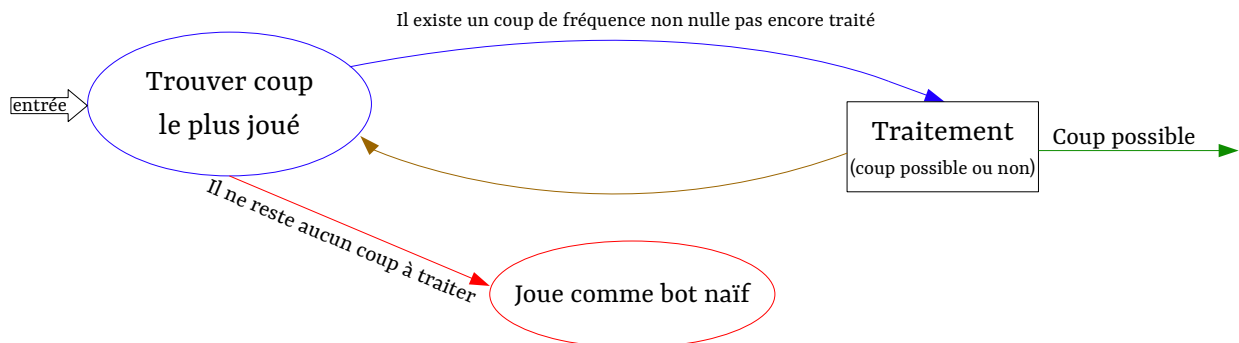 Il existe un coup de fréquence non nulle pas encore traité
Trouver coup
le plus joué
entrée
Traitement
(coup possible ou non)
Coup possible
Il ne reste aucun coup à traiter
Joue comme bot naïf